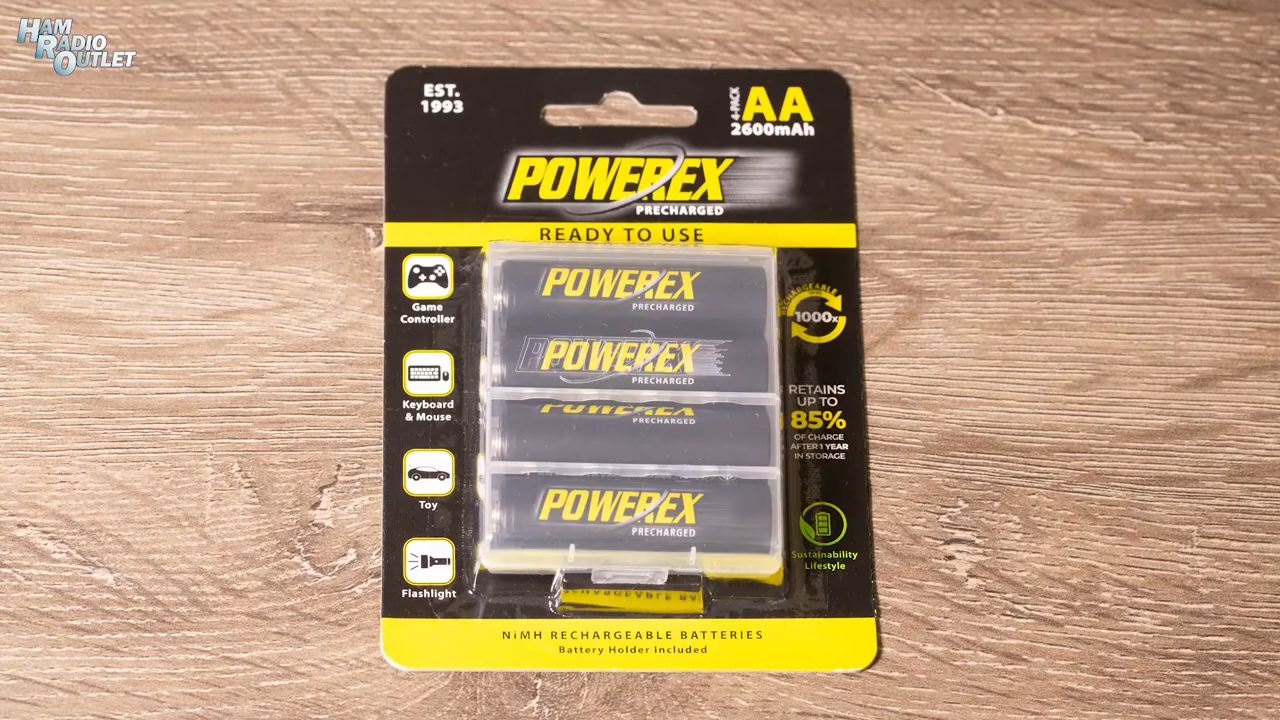 HAM
RADIO
OUTLET
EST.
1993
4-PACK
AA
2600mAh
POWEREX
PRECHARGED
READY TO USE
POWEREX
PRECHARGED
POWEREX
PRECHARGED
POWEREX
PRECHARGED
POWEREX
PRECHARGED
Game
Controller
Keyboard
& Mouse
Toy
Flashlight
RECHARGEABLE
1000x
RETAINS
UP TO
85%
OF CHARGE
AFTER 1 YEAR
IN STORAGE
Sustainability
Lifestyle
NiMH RECHARGEABLE BATTERIES
Battery Holder Included